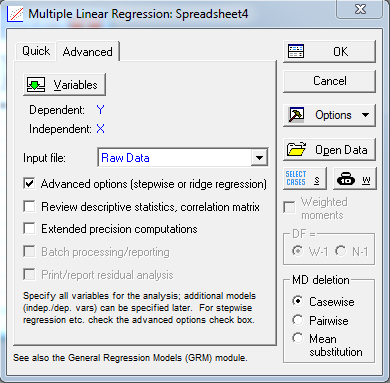 Multiple Linear Regression: Spreadsheet4
Quick Advanced
Variables
Dependent: Y
Independent: X
Input file: Raw Data
Advanced options (stepwise or ridge regression)
Review descriptive statistics, correlation matrix
Extended precision computations
Batch processing/reporting
Print/report residual analysis
Specify all variables for the analysis; additional models
(indep./dep. vars) can be specified later. For stepwise
regression etc. check the advanced options check box.
See also the General Regression Models (GRM) module.
OK
Cancel
Options
Open Data
SELECT
CASES S W
Weighted
moments
DF =
W-1 N-1
MD deletion
Casewise
Pairwise
Mean
substitution